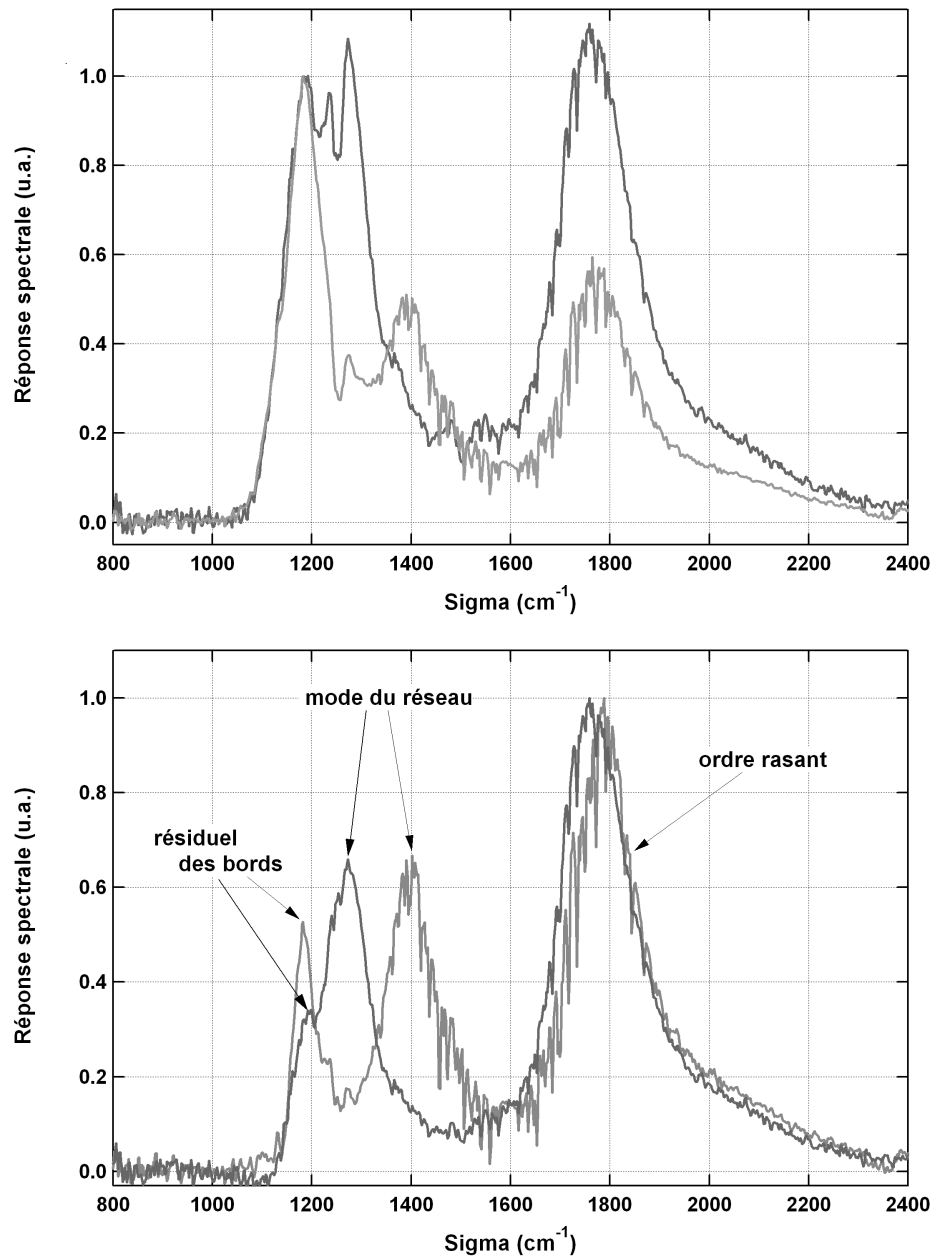 Réponse spectrale (u.a.)
1.0
0.8
0.6
0.4
0.2
0.0
800 1000 1200 1400 1600 1800 2000 2200 2400
Sigma (cm-1)
Réponse spectrale (u.a.)
1.0
0.8
0.6
0.4
0.2
0.0
mode du réseau
ordre rasant
résiduel
des bords
800 1000 1200 1400 1600 1800 2000 2200 2400
Sigma (cm-1)